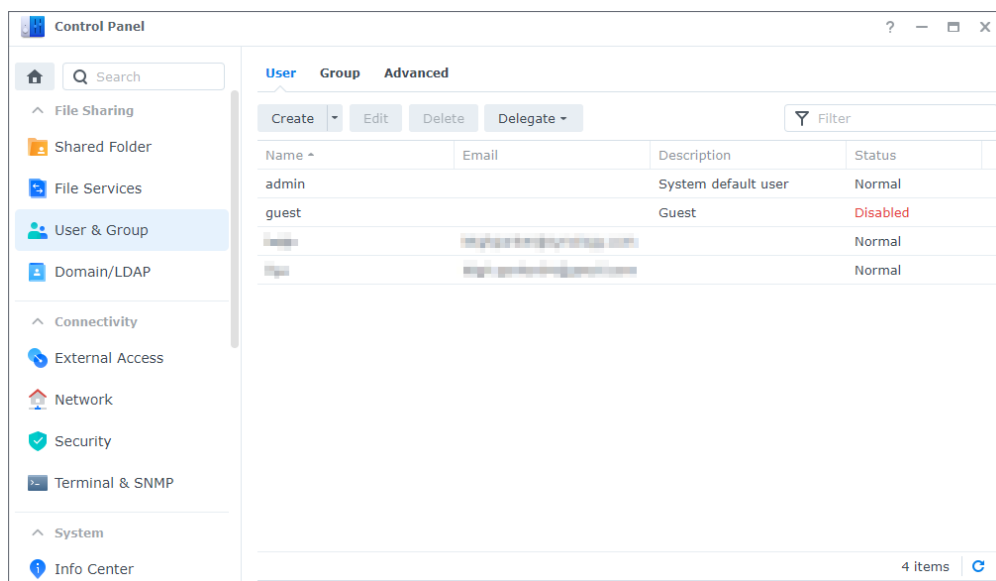 Control Panel
Search
File Sharing
Shared Folder
File Services
User & Group
Domain/LDAP
Connectivity
External Access
Network
Security
Terminal & SNMP
System
Info Center
User Group Advanced
Create Edit Delete Delegate Filter
Name Email Description Status
admin System default user Normal
guest Guest Disabled
Normal
Normal
4 items